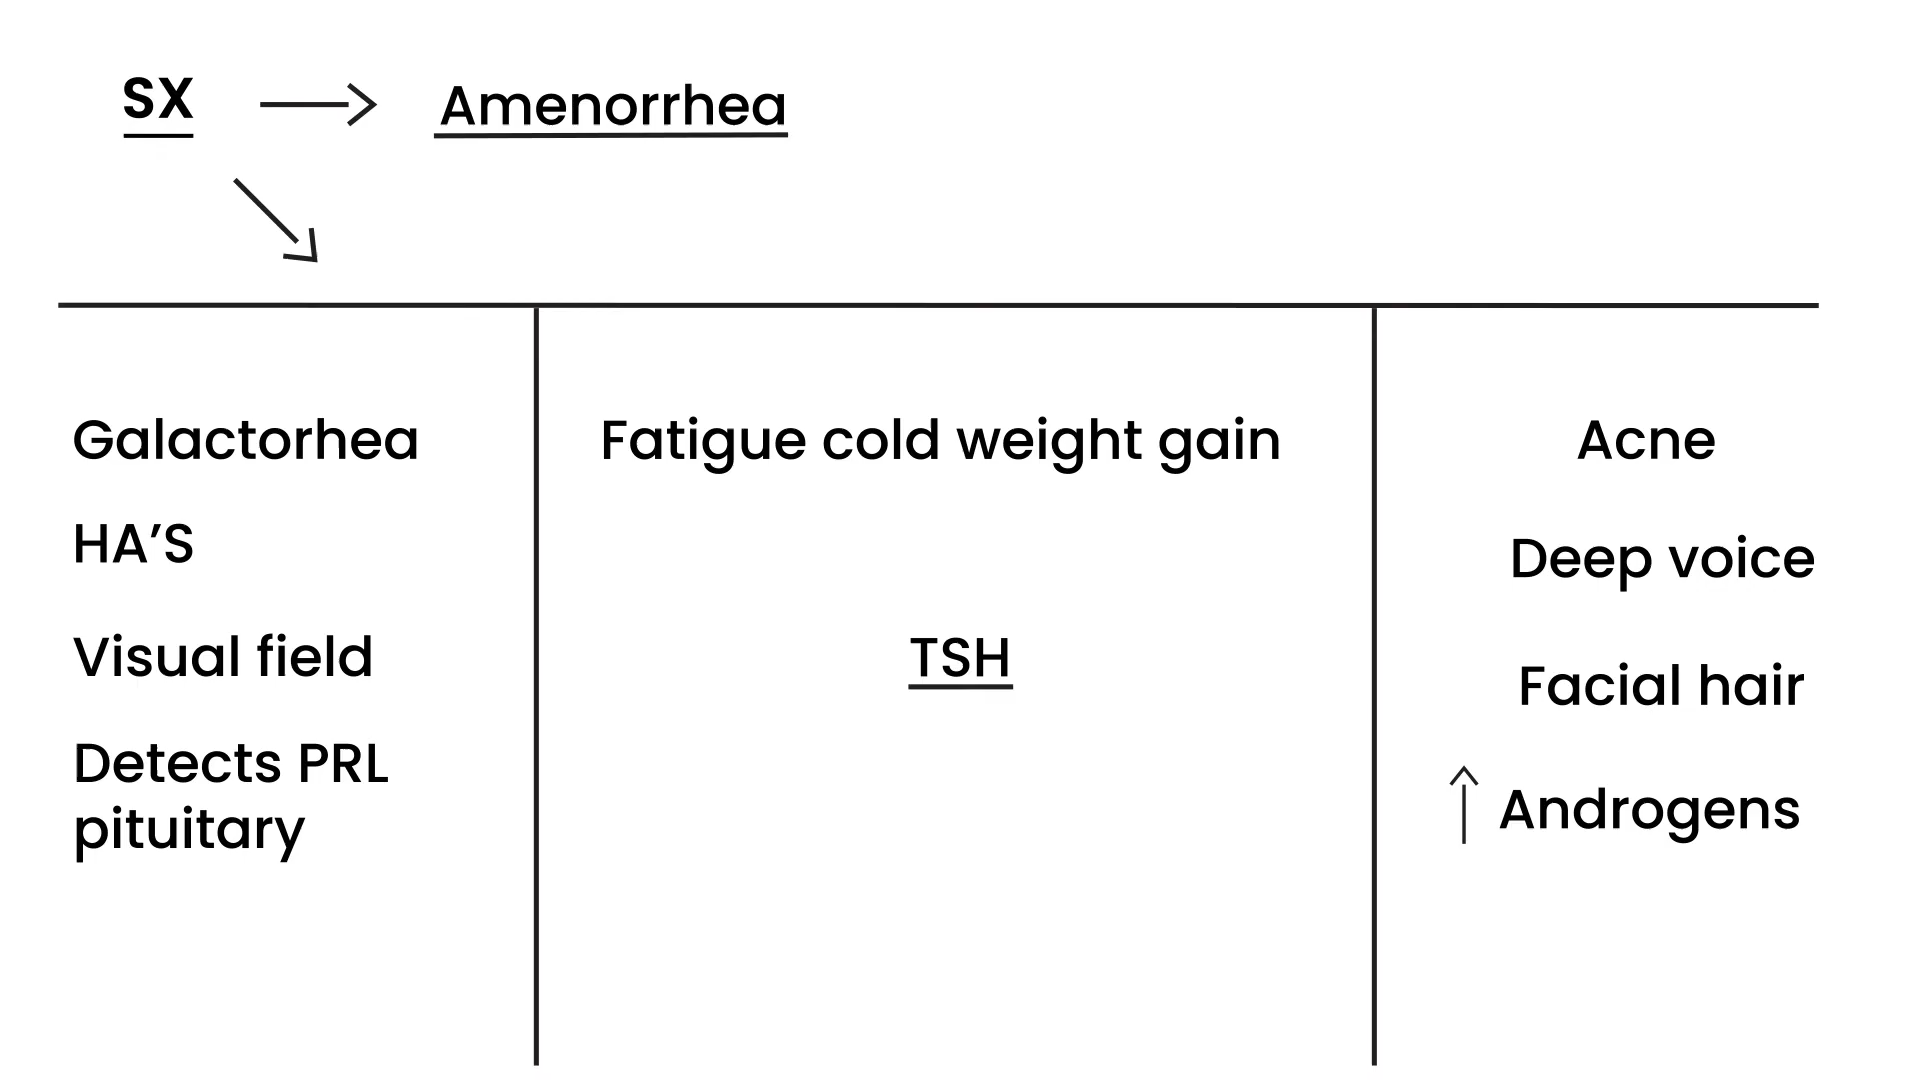 SX
Amenorrhea
Galactorhea
HA’S
Visual field
Detects PRL
pituitary
Fatigue cold weight gain
TSH
Acne
Deep voice
Facial hair
Androgens